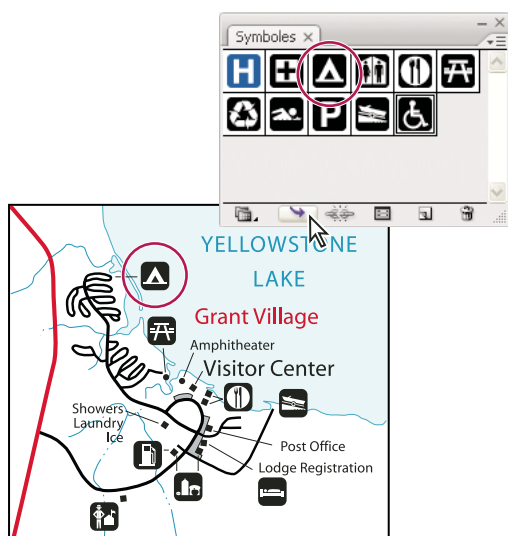 Symboles
H
P
YELLOWSTONE
LAKE
Grant Village
Amphitheater
Visitor Center
Showers
Laundry
Ice
Post Office
Lodge Registration